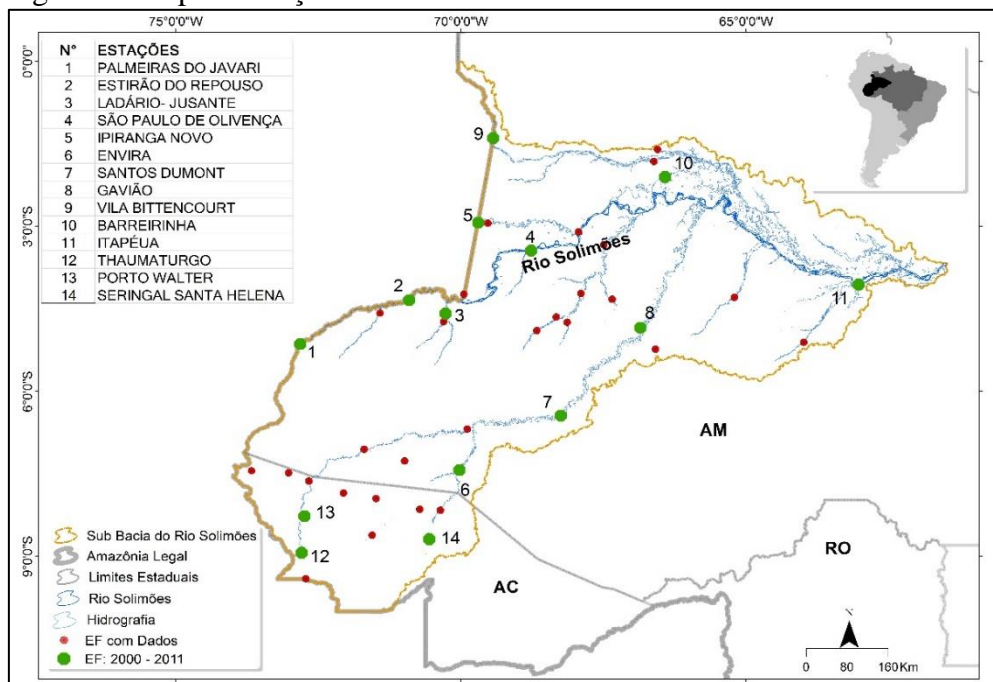 75°0'0"W 70°0'0"W 65°0'0"W
N° ESTAÇÕES
1 PALMEIRAS DO JAVARI
2 ESTIRÃO DO REPOUSO
3 LADÁRIO- JUSANTE
4 SÃO PAULO DE OLIVENÇA
5 IPIRANGA NOVO
6 ENVIRA
7 SANTOS DUMONT
8 GAVIÃO
9 VILA BITTENCOURT
10 BARREIRINHA
11 ITAPÉUA
12 THAUMATURGO
13 PORTO WALTER
14 SERINGAL SANTA HELENA
0°0'0"
3°0'0"S
6°0'0"S
9°0'0"S
9
10
5
4
Rio Solimões
2
3
11
8
1
7
AM
6
13
14
12
RO
AC
Sub Bacia do Rio Solimões
Amazônia Legal
Limites Estaduais
Rio Solimões
Hidrografia
EF com Dados
EF: 2000 - 2011
N
0 80 160 Km